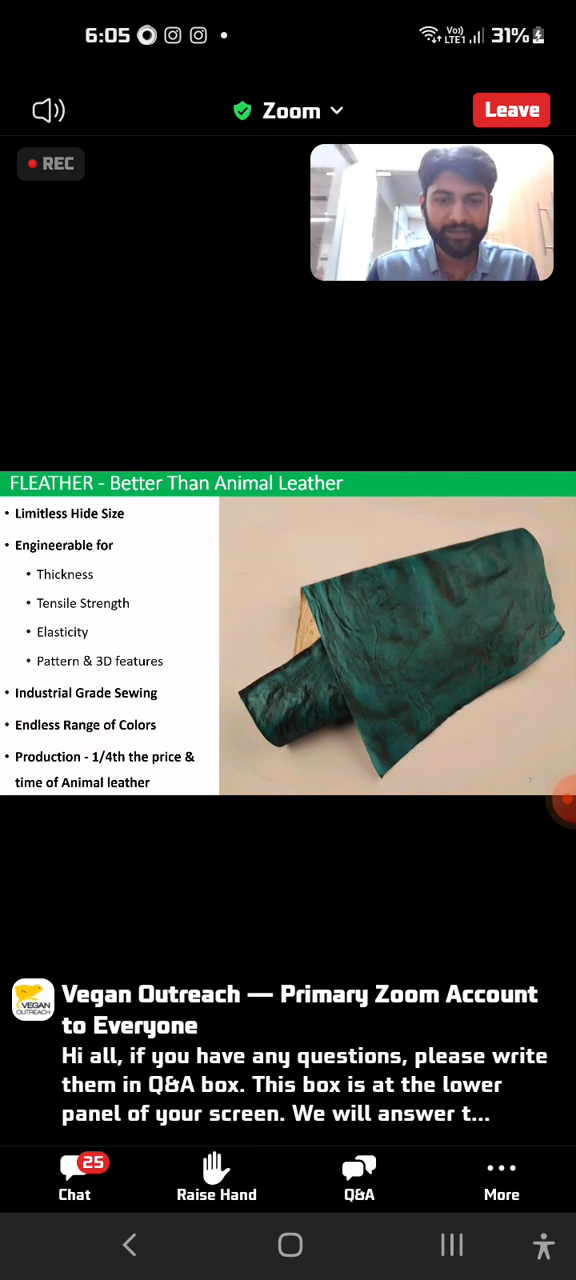 6:05
Vo))
LTE1
31%
Zoom
Leave
REC
FLEATHER - Better Than Animal Leather
• Limitless Hide Size
• Engineerable for
• Thickness
• Tensile Strength
• Elasticity
• Pattern & 3D features
• Industrial Grade Sewing
• Endless Range of Colors
• Production - 1/4th the price &
time of Animal leather
VEGAN
OUTREACH
Vegan Outreach — Primary Zoom Account
to Everyone
Hi all, if you have any questions, please write
them in Q&A box. This box is at the lower
panel of your screen. We will answer t...
25
Chat
Raise Hand
Q&A
More